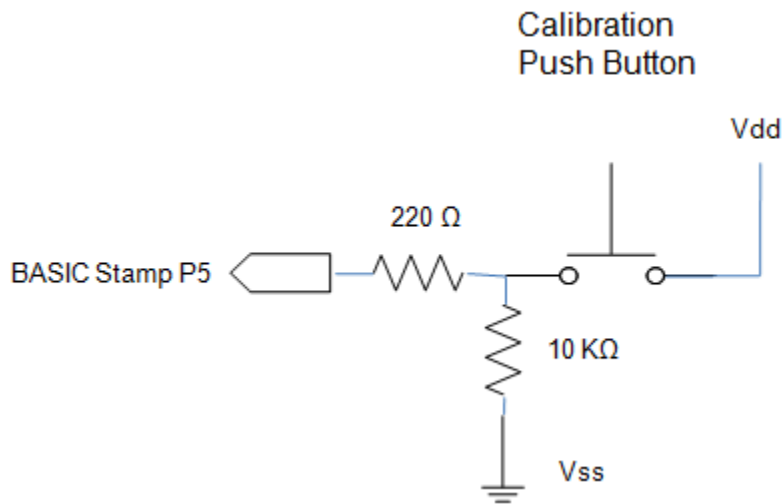 Calibration
Push Button
Vdd
220 Ω
BASIC Stamp P5
10 KΩ
Vss